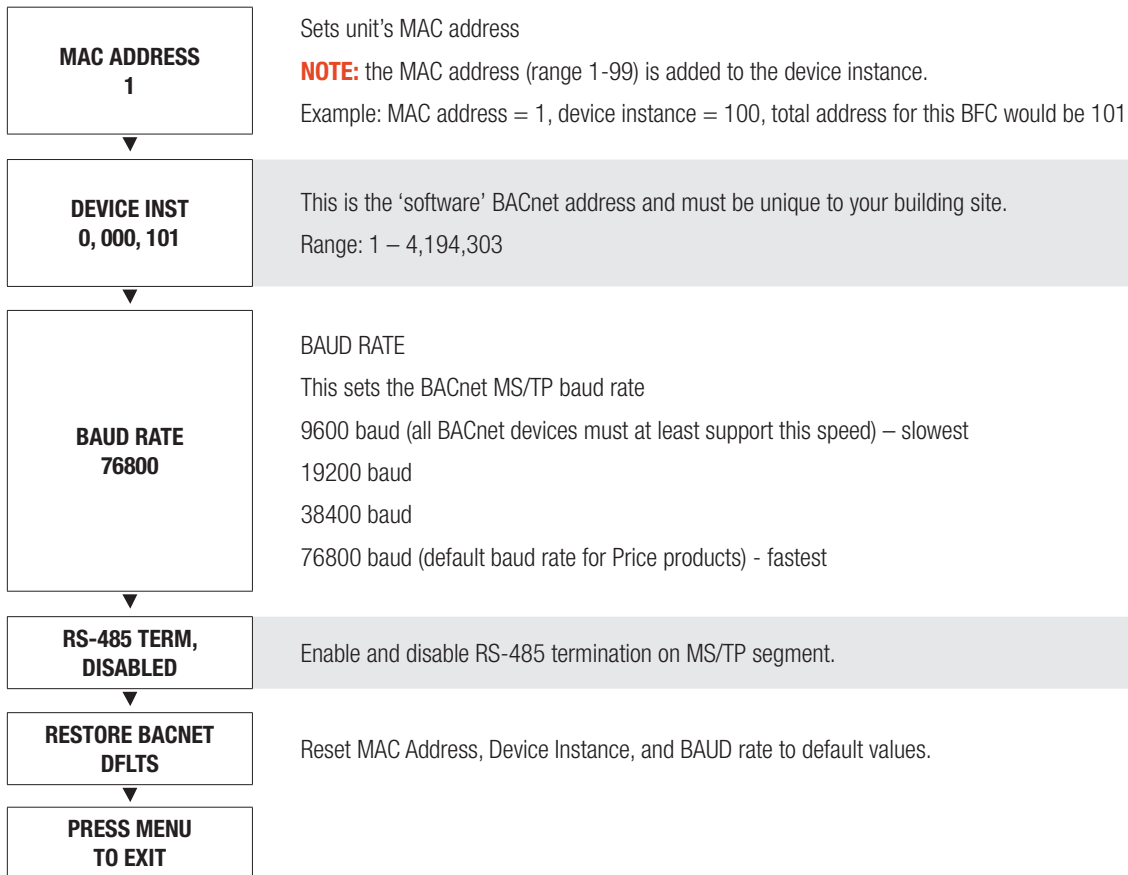 MAC ADDRESS
1
Sets unit’s MAC address
NOTE: the MAC address (range 1-99) is added to the device instance.
Example: MAC address = 1, device instance = 100, total address for this BFC would be 101
DEVICE INST
0, 000, 101
This is the ‘software’ BACnet address and must be unique to your building site.
Range: 1 – 4,194,303
BAUD RATE
76800
BAUD RATE
This sets the BACnet MS/TP baud rate
9600 baud (all BACnet devices must at least support this speed) – slowest
19200 baud
38400 baud
76800 baud (default baud rate for Price products) - fastest
RS-485 TERM,
DISABLED
Enable and disable RS-485 termination on MS/TP segment.
RESTORE BACNET
DFLTS
Reset MAC Address, Device Instance, and BAUD rate to default values.
PRESS MENU
TO EXIT